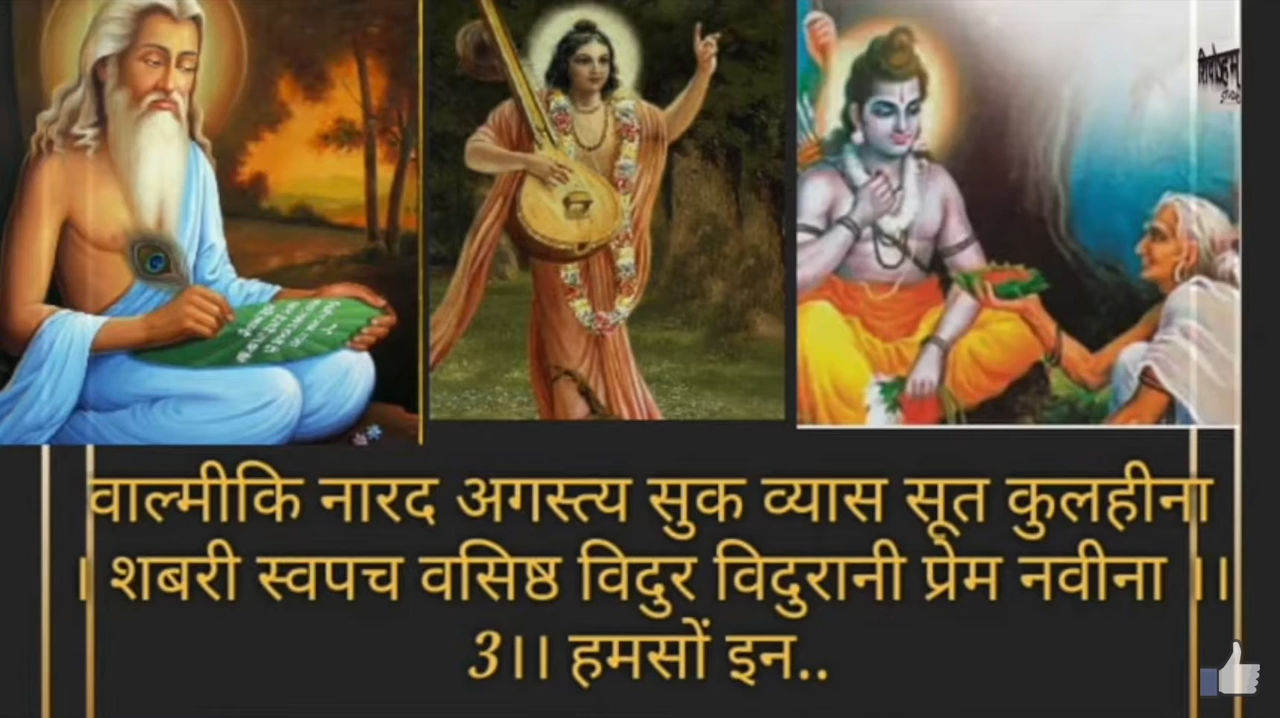 वाल्मीकि नारद अगस्त्य सुक व्यास सूत कुलहीना
। शबरी स्वपच वसिष्ठ विदुर विदुरानी प्रेम नवीना ।।
3।। हमसों इन..